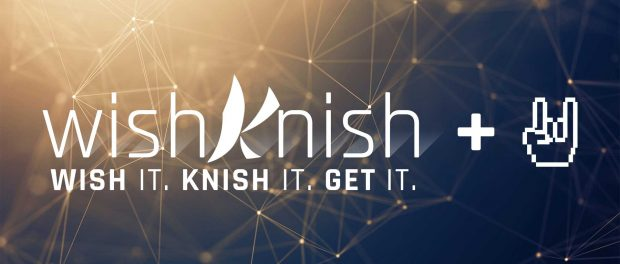 wishKnish +
WISH IT. KNISH IT. GET IT.